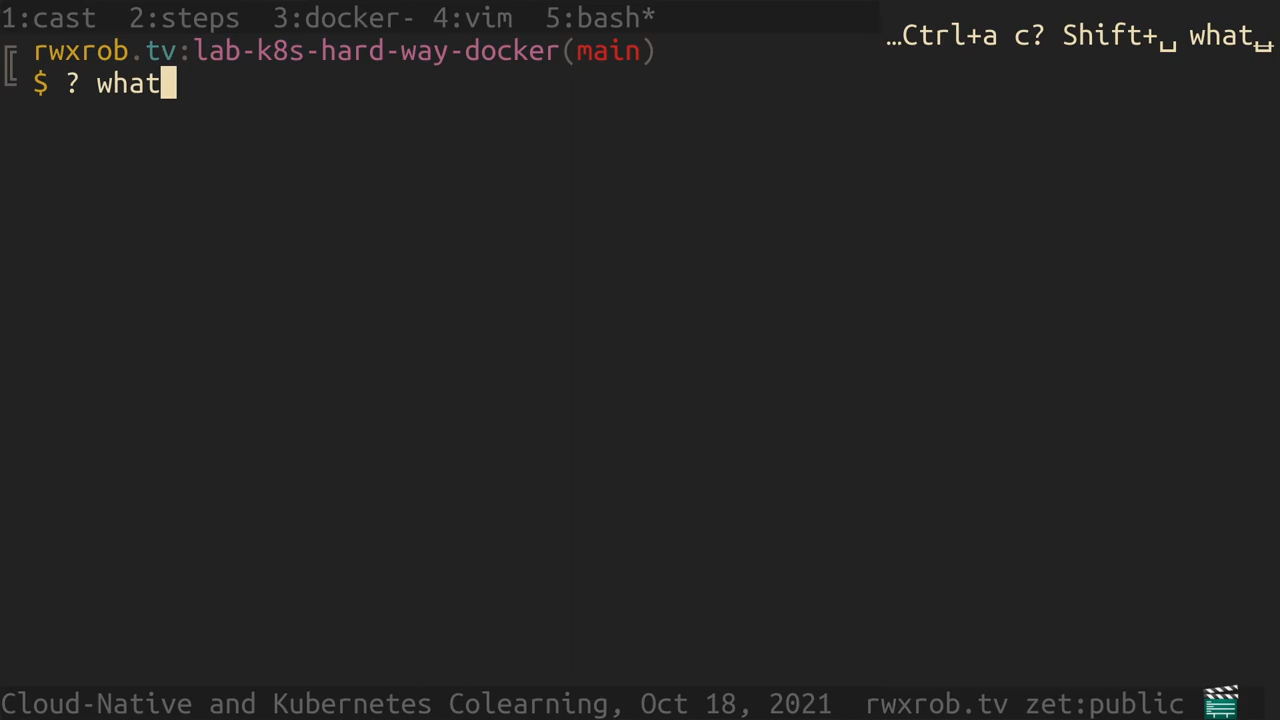 1:cast 2:steps 3:docker- 4:vim 5:bash*
…Ctrl+a c? Shift+␣ what␣
rwxrob.tv:lab-k8s-hard-way-docker(main)
$ ? what
Cloud-Native and Kubernetes Colearning, Oct 18, 2021 rwxrob.tv zet:public